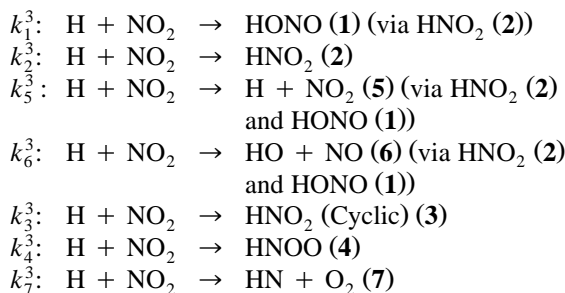 k₁³: H + NO₂ → HONO (1) (via HNO₂ (2))
k₂³: H + NO₂ → HNO₂ (2)
k₅³: H + NO₂ → H + NO₂ (5) (via HNO₂ (2)
and HONO (1))
k₆³: H + NO₂ → HO + NO (6) (via HNO₂ (2)
and HONO (1))
k₃³: H + NO₂ → HNO₂ (Cyclic) (3)
k₄³: H + NO₂ → HNOO (4)
k₇³: H + NO₂ → HN + O₂ (7)